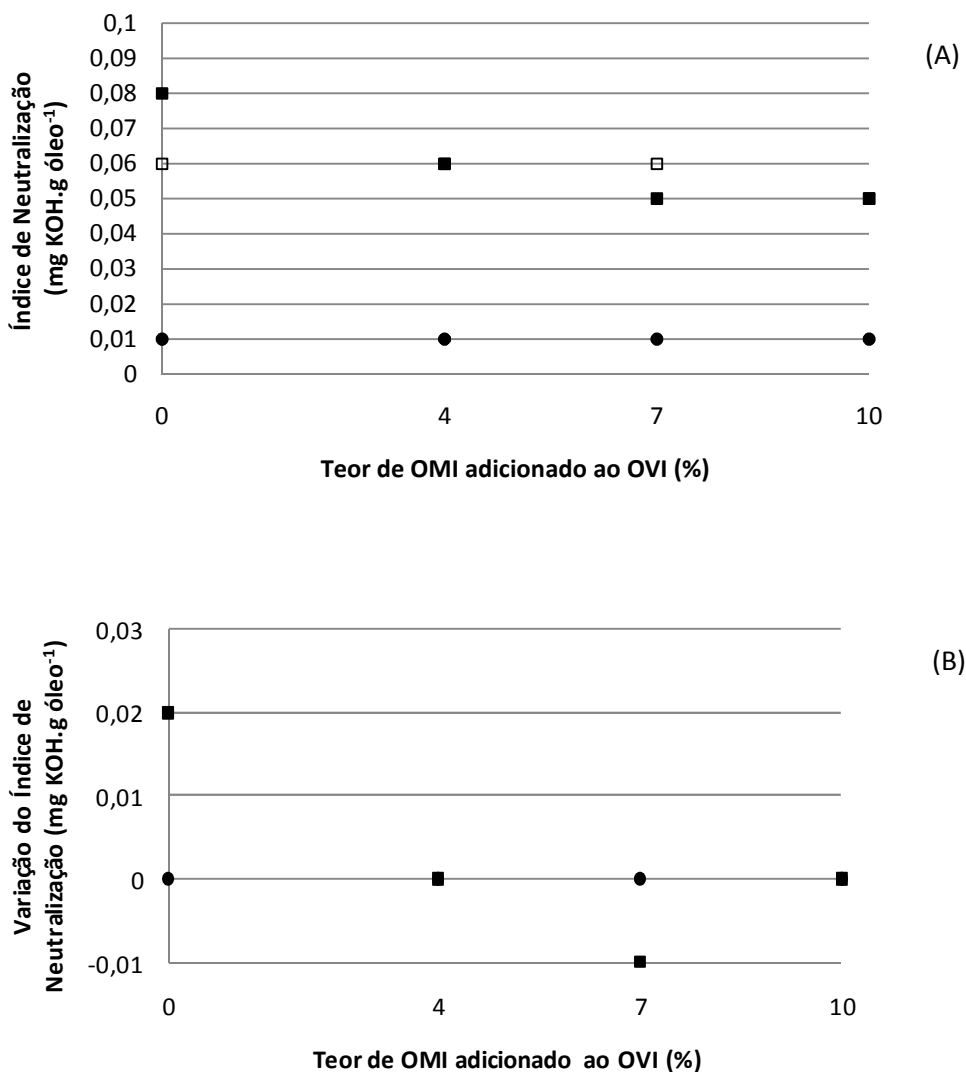 (A)
Índice de Neutralização
(mg KOH.g óleo⁻¹)
0,1
0,09
0,08
0,07
0,06
0,05
0,04
0,03
0,02
0,01
0
0 4 7 10
Teor de OMI adicionado ao OVI (%)
(B)
Variação do Índice de
Neutralização (mg KOH.g óleo⁻¹)
0,03
0,02
0,01
0
-0,01
0 4 7 10
Teor de OMI adicionado ao OVI (%)